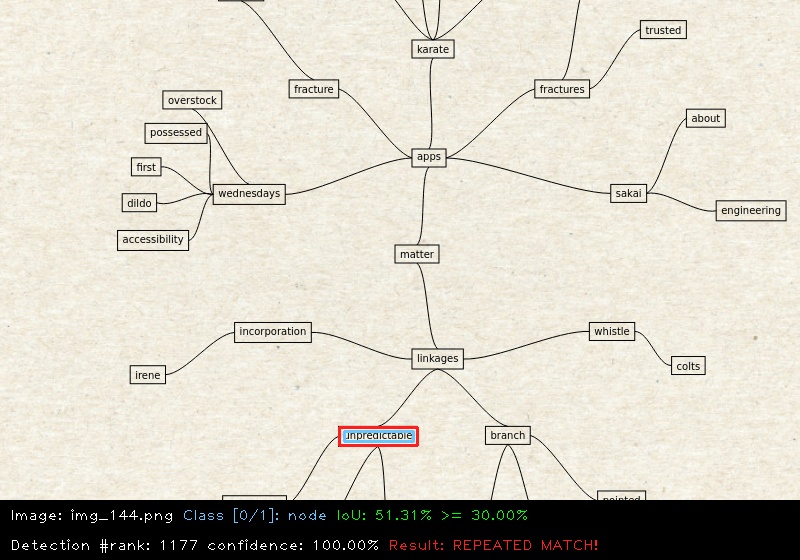 karate
trusted
fracture
fractures
overstock
about
possessed
apps
first
wednesdays
sakai
dildo
engineering
accessibility
matter
incorporation
whistle
linkages
irene
colts
unpredictable
branch
Image: img_144.png Class [0/1]: node IoU: 51.31% >= 30.00%
Detection #rank: 1177 confidence: 100.00% Result: REPEATED MATCH!